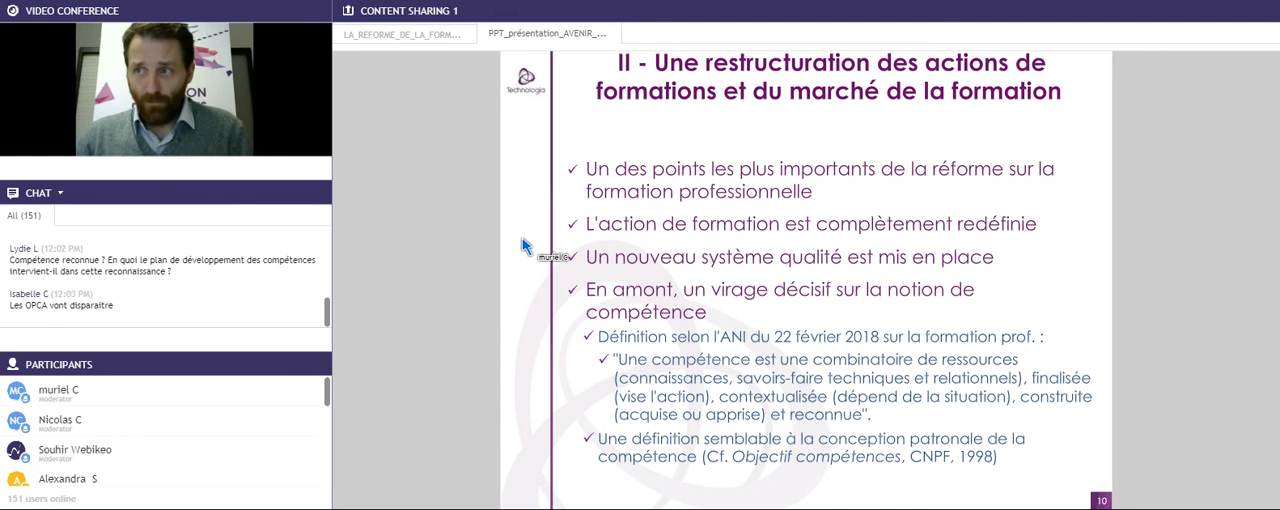 VIDEO CONFERENCE
CHAT
All (151)
Lydie L (12:02 PM)
Compétence reconnue ? En quoi le plan de développement des compétences
intervient-il dans cette reconnaissance ?
Isabelle C (12:03 PM)
Les OPCA vont disparaitre
PARTICIPANTS
MC
muriel C
Moderator
NC
Nicolas C
Moderator
Souhir Webikeo
Moderator
AS
Alexandra S
151 users online
CONTENT SHARING 1
LA_REFORME_DE_LA_FORM...
PPT_présentation_AVENIR_...
Technologia
II - Une restructuration des actions de
formations et du marché de la formation
✓ Un des points les plus importants de la réforme sur la
formation professionnelle
✓ L'action de formation est complètement redéfinie
muriel C
✓ Un nouveau système qualité est mis en place
✓ En amont, un virage décisif sur la notion de
compétence
✓ Définition selon l'ANI du 22 février 2018 sur la formation prof. :
✓ "Une compétence est une combinatoire de ressources
(connaissances, savoirs-faire techniques et relationnels), finalisée
(vise l'action), contextualisée (dépend de la situation), construite
(acquise ou apprise) et reconnue".
✓ Une définition semblable à la conception patronale de la
compétence (Cf. Objectif compétences, CNPF, 1998)
10